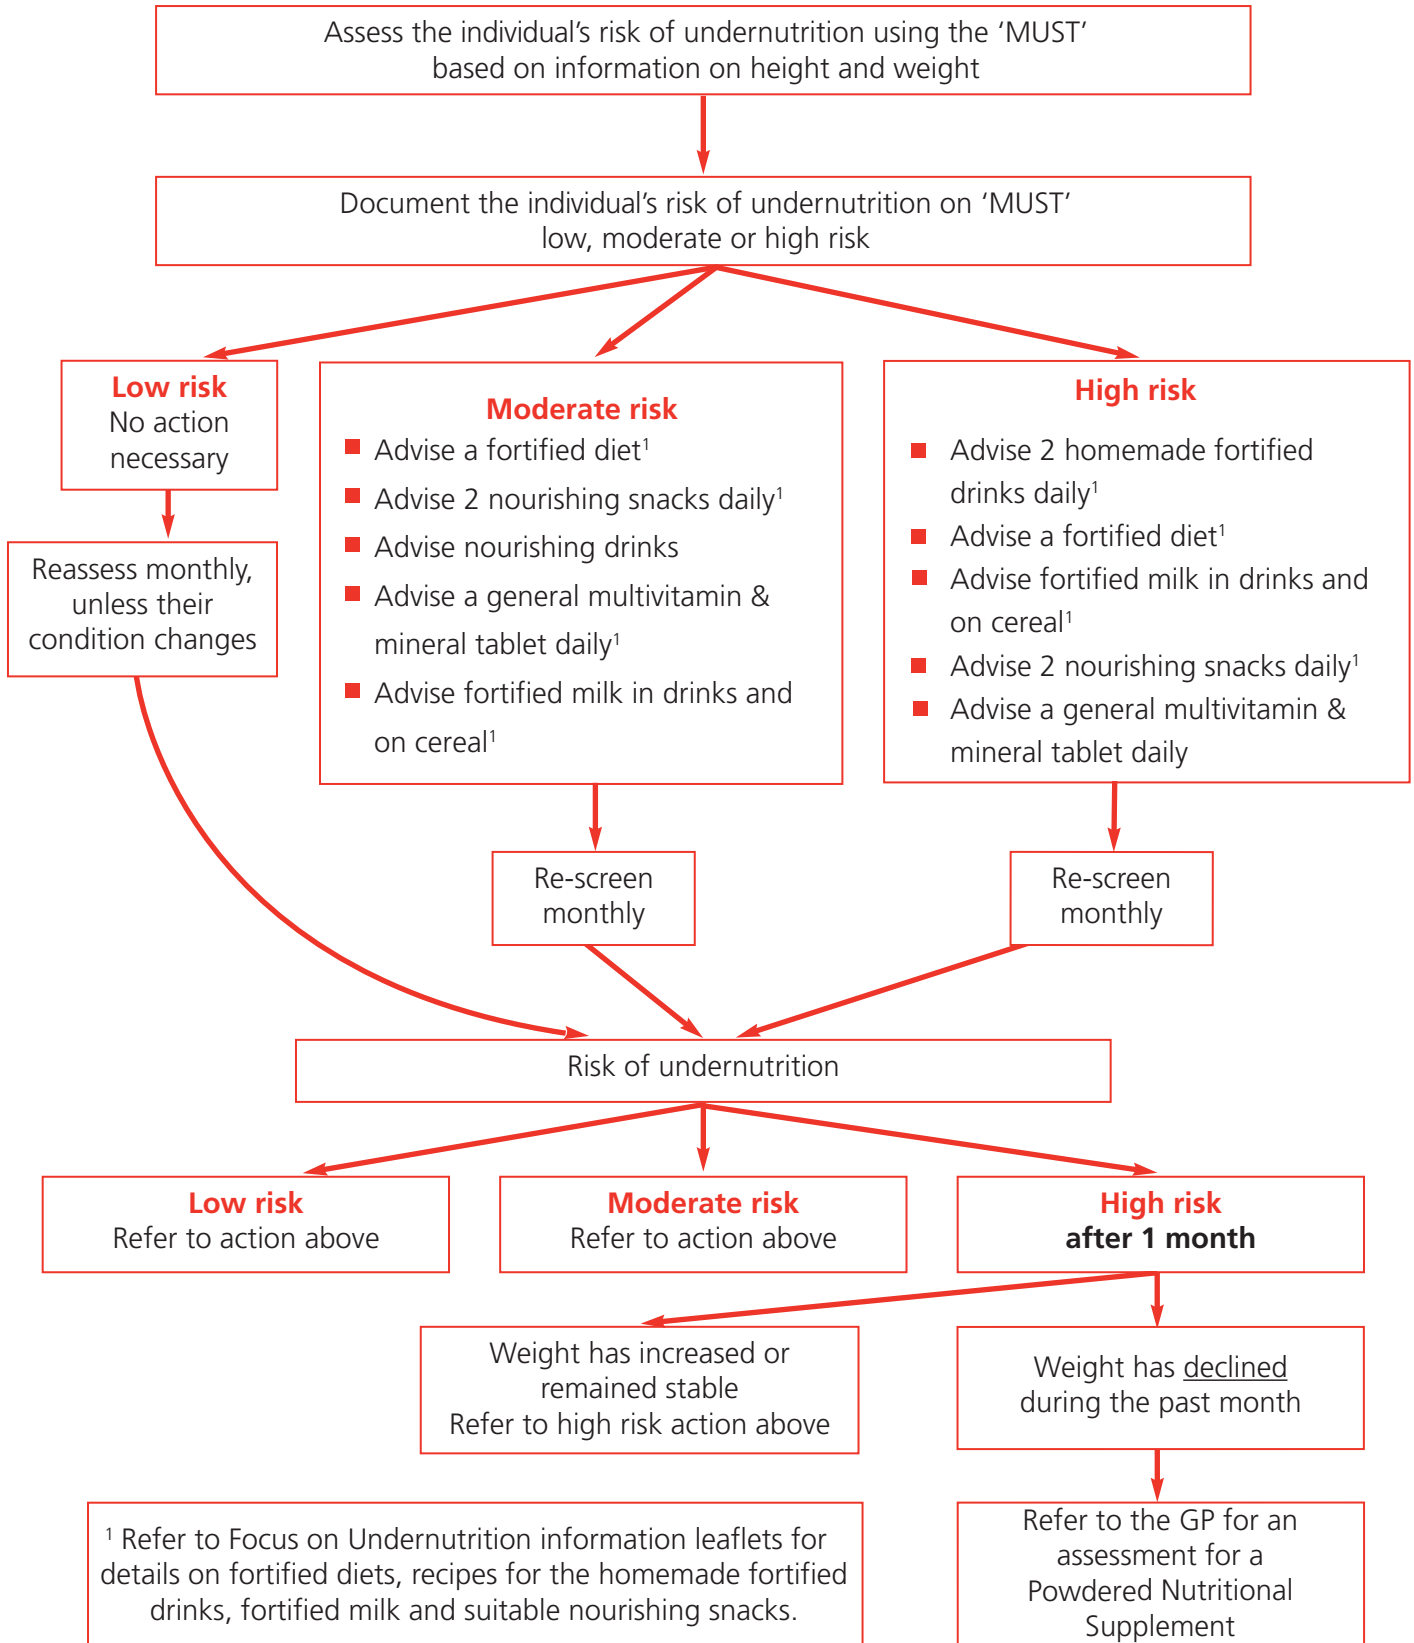 Assess the individual’s risk of undernutrition using the ‘MUST’
based on information on height and weight
Document the individual’s risk of undernutrition on ‘MUST’
low, moderate or high risk
Low risk
No action
necessary
Reassess monthly,
unless their
condition changes
Moderate risk
Advise a fortified diet¹
Advise 2 nourishing snacks daily¹
Advise nourishing drinks
Advise a general multivitamin &
mineral tablet daily¹
Advise fortified milk in drinks and
on cereal¹
High risk
Advise 2 homemade fortified
drinks daily¹
Advise a fortified diet¹
Advise fortified milk in drinks and
on cereal¹
Advise 2 nourishing snacks daily¹
Advise a general multivitamin &
mineral tablet daily
Re-screen
monthly
Re-screen
monthly
Risk of undernutrition
Low risk
Refer to action above
Moderate risk
Refer to action above
High risk
after 1 month
Weight has increased or
remained stable
Refer to high risk action above
Weight has declined
during the past month
¹ Refer to Focus on Undernutrition information leaflets for
details on fortified diets, recipes for the homemade fortified
drinks, fortified milk and suitable nourishing snacks.
Refer to the GP for an
assessment for a
Powdered Nutritional
Supplement